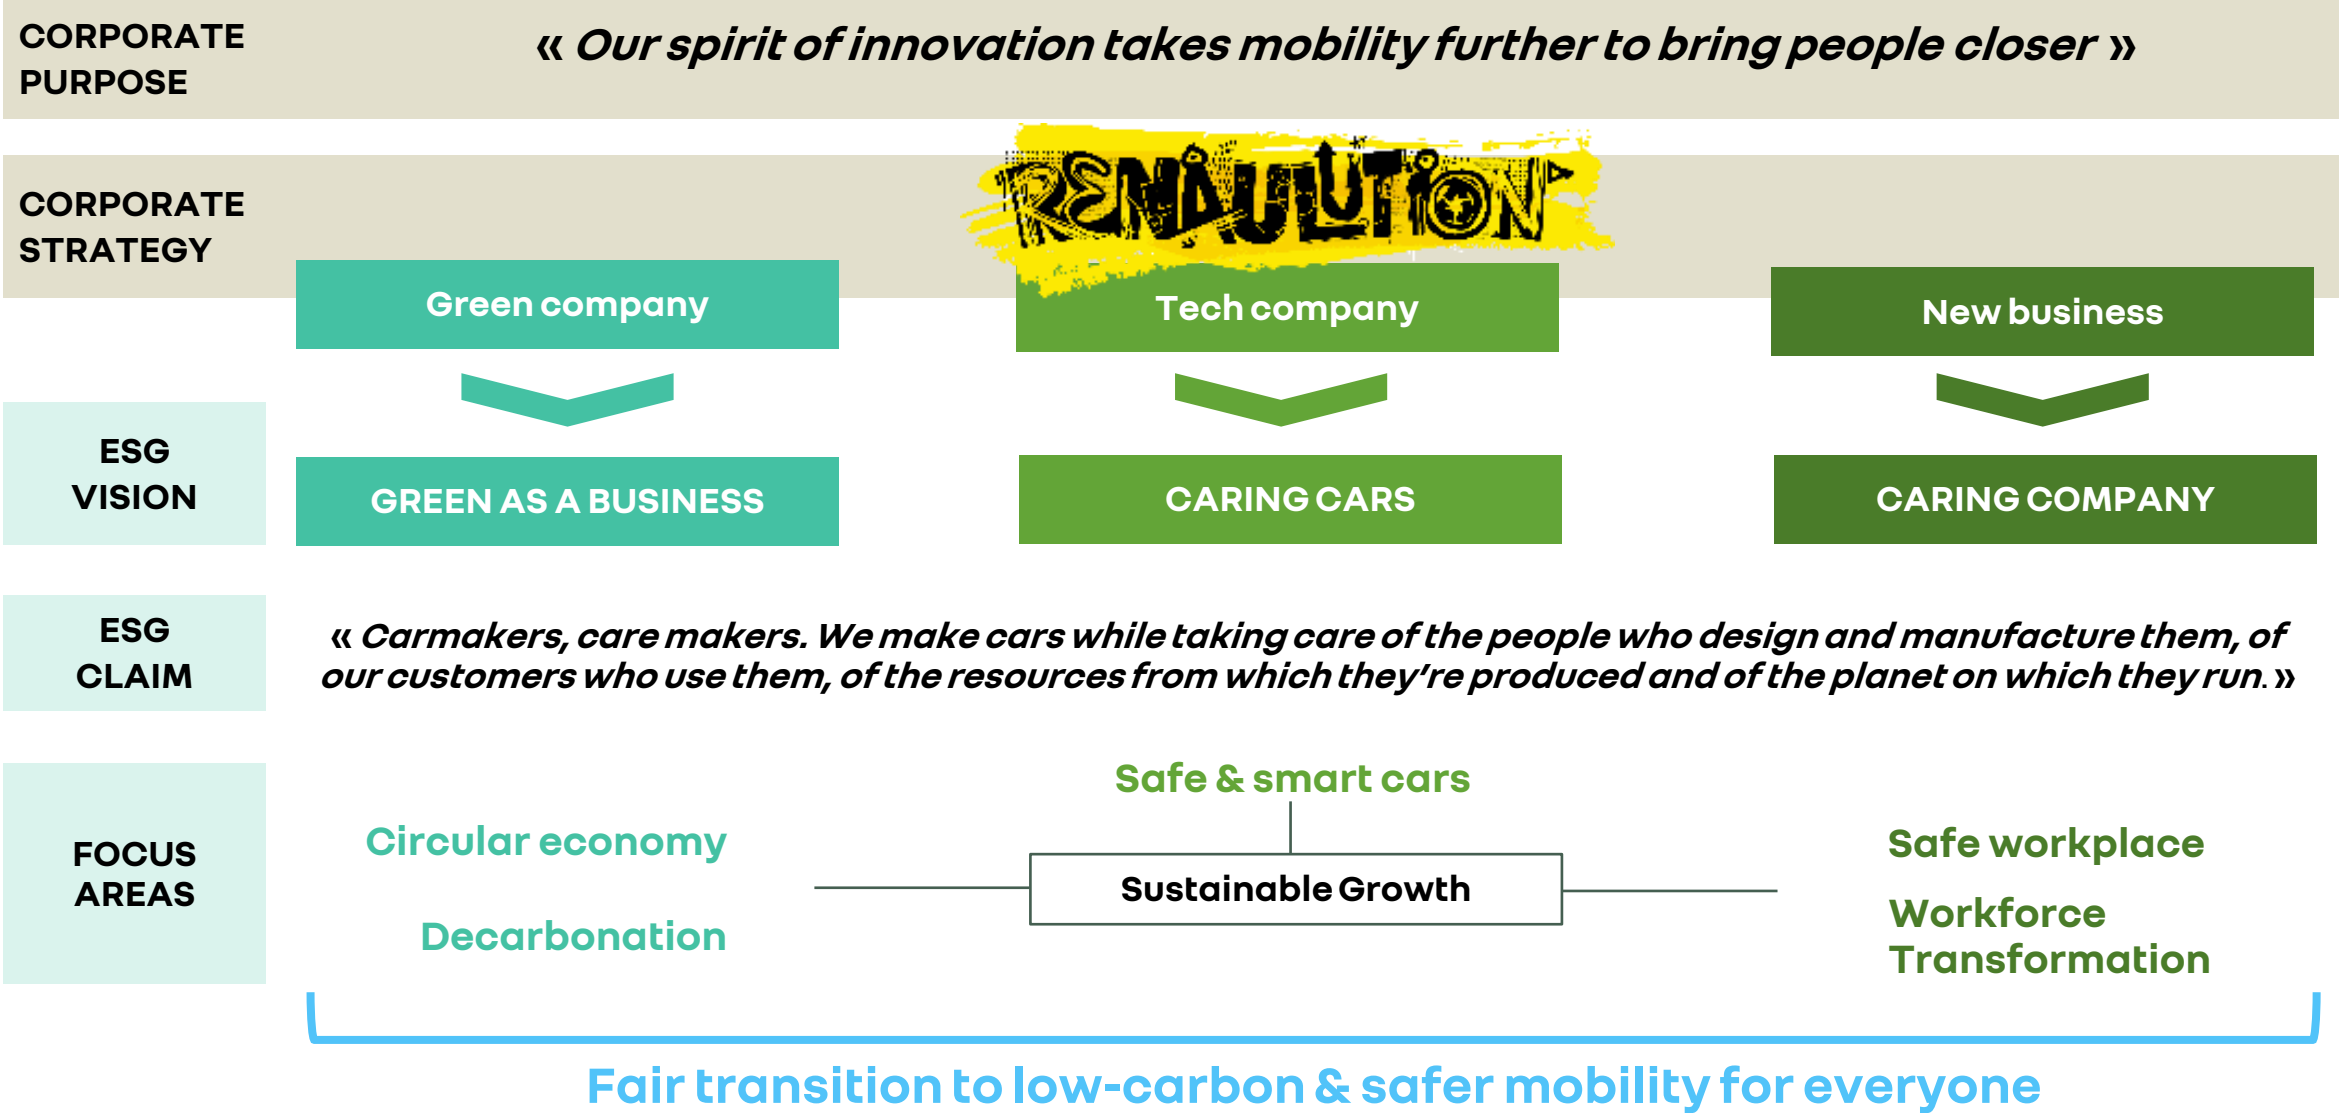 CORPORATE
PURPOSE
« Our spirit of innovation takes mobility further to bring people closer »
CORPORATE
STRATEGY
RENAULUTION
Green company
Tech company
New business
ESG
VISION
GREEN AS A BUSINESS
CARING CARS
CARING COMPANY
ESG
CLAIM
« Carmakers, care makers. We make cars while taking care of the people who design and manufacture them, of
our customers who use them, of the resources from which they’re produced and of the planet on which they run. »
FOCUS
AREAS
Safe & smart cars
Circular economy
Decarbonation
Sustainable Growth
Safe workplace
Workforce
Transformation
Fair transition to low-carbon & safer mobility for everyone